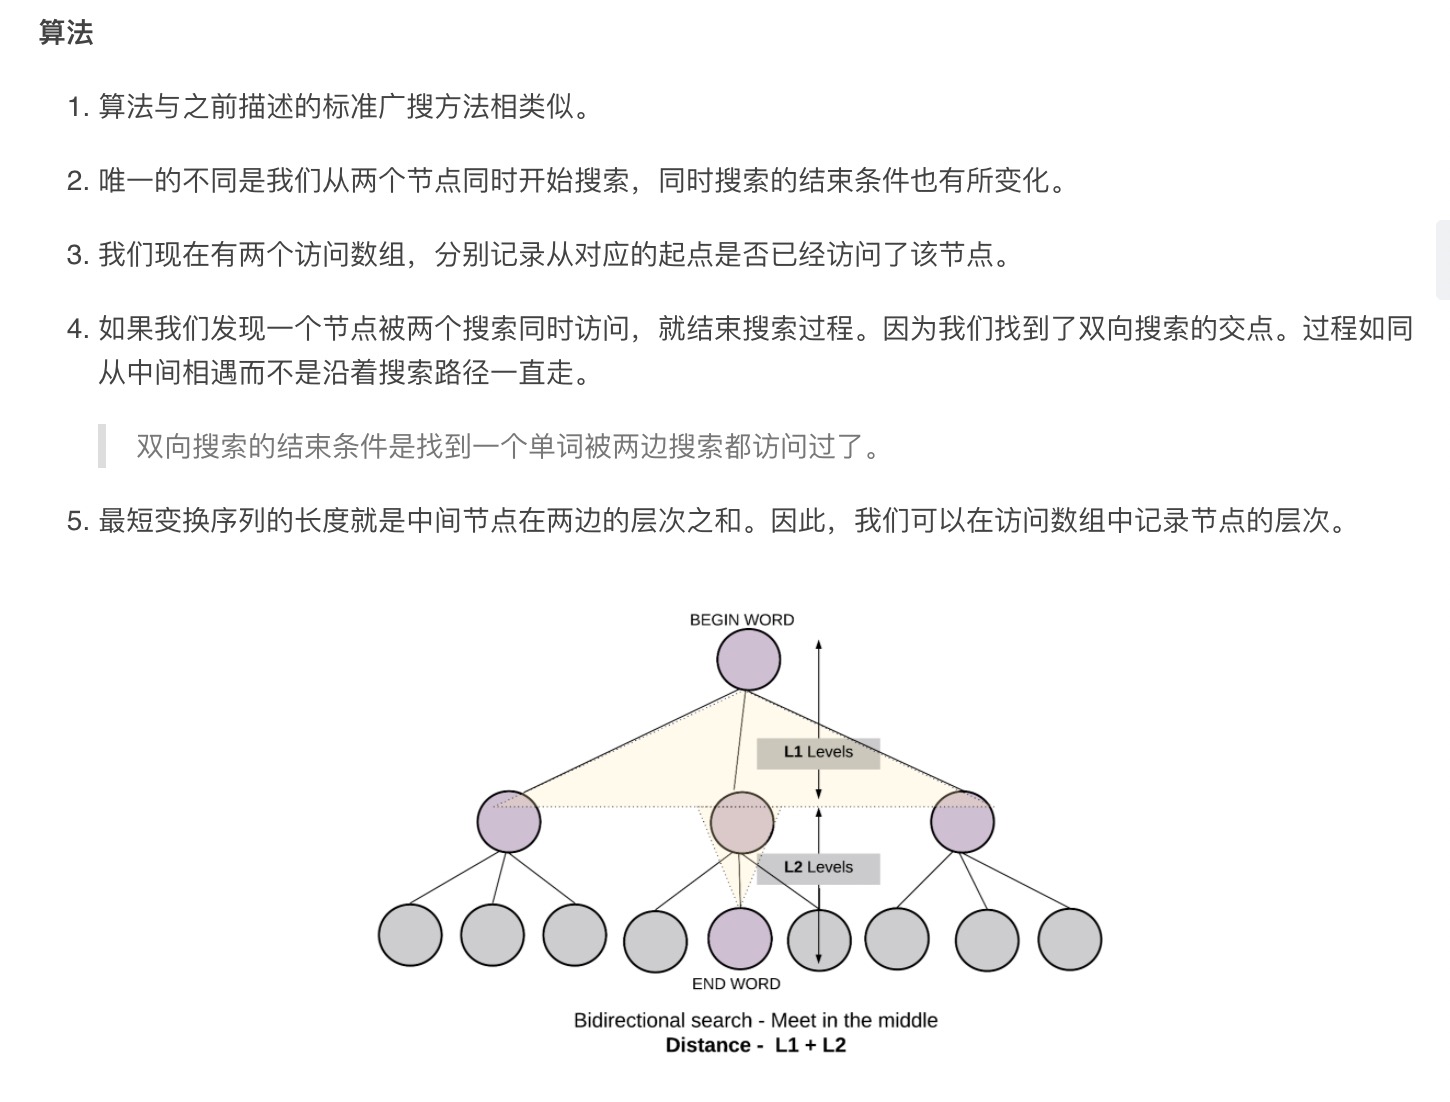 算法
1. 算法与之前描述的标准广搜方法相类似。
2. 唯一的不同是我们从两个节点同时开始搜索，同时搜索的结束条件也有所变化。
3. 我们现在有两个访问数组，分别记录从对应的起点是否已经访问了该节点。
4. 如果我们发现一个节点被两个搜索同时访问，就结束搜索过程。因为我们找到了双向搜索的交点。过程如同
从中间相遇而不是沿着搜索路径一直走。
双向搜索的结束条件是找到一个单词被两边搜索都访问过了。
5. 最短变换序列的长度就是中间节点在两边的层次之和。因此，我们可以在访问数组中记录节点的层次。
BEGIN WORD
L1 Levels
L2 Levels
END WORD
Bidirectional search - Meet in the middle
Distance - L1 + L2